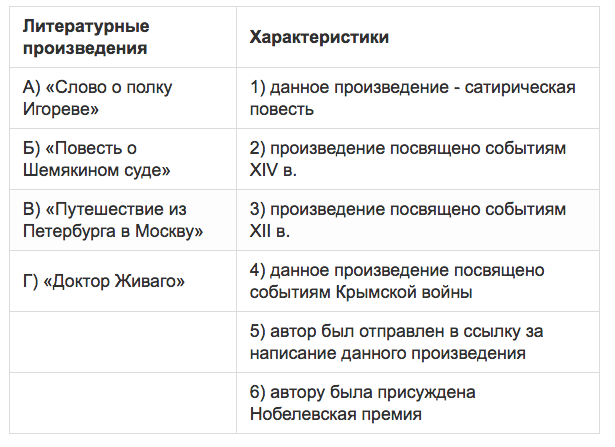 Литературные произведения
Характеристики
А) «Слово о полку Игореве»
1) данное произведение - сатирическая повесть
Б) «Повесть о Шемякином суде»
2) произведение посвящено событиям XIV в.
В) «Путешествие из Петербурга в Москву»
3) произведение посвящено событиям XII в.
Г) «Доктор Живаго»
4) данное произведение посвящено событиям Крымской войны
5) автор был отправлен в ссылку за написание данного произведения
6) автору была присуждена Нобелевская премия